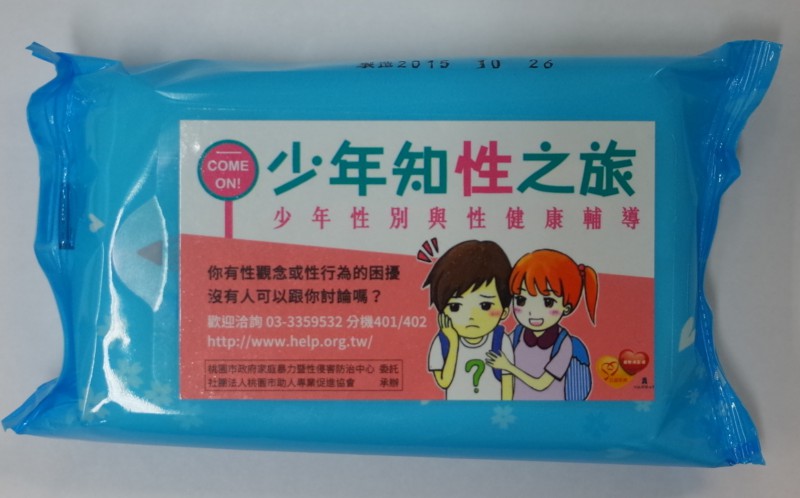 2015 10 26
COME
ON!
少年知性之旅
少年性別與性健康輔導
你有性觀念或性行為的困擾
沒有人可以跟你討論嗎？
歡迎洽詢 03-3359532 分機401/402
http://www.help.org.tw/
桃園市政府家庭暴力暨性侵害防治中心 委託
社團法人桃園市助人專業促進協會 承辦
?